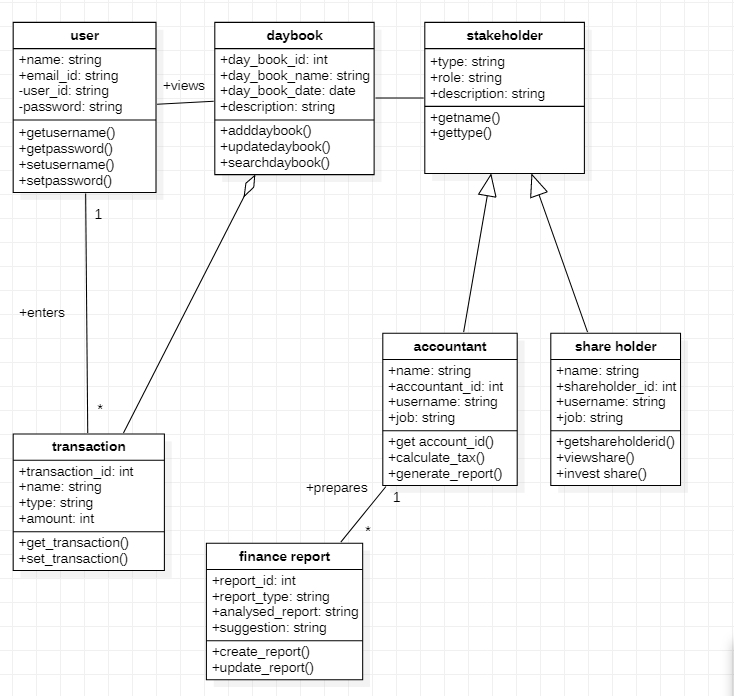 user
+name: string
+email_id: string
-user_id: string
-password: string
+getusername()
+getpassword()
+setusername()
+setpassword()
+views
daybook
+day_book_id: int
+day_book_name: string
+day_book_date: date
+description: string
+adddaybook()
+updatedaybook()
+searchdaybook()
stakeholder
+type: string
+role: string
+description: string
+getname()
+gettype()
1
+enters
*
transaction
+transaction_id: int
+name: string
+type: string
+amount: int
+get_transaction()
+set_transaction()
accountant
+name: string
+accountant_id: int
+username: string
+job: string
+get account_id()
+calculate_tax()
+generate_report()
share holder
+name: string
+shareholder_id: int
+username: string
+job: string
+getshareholderid()
+viewshare()
+invest share()
+prepares
1
*
finance report
+report_id: int
+report_type: string
+analysed_report: string
+suggestion: string
+create_report()
+update_report()